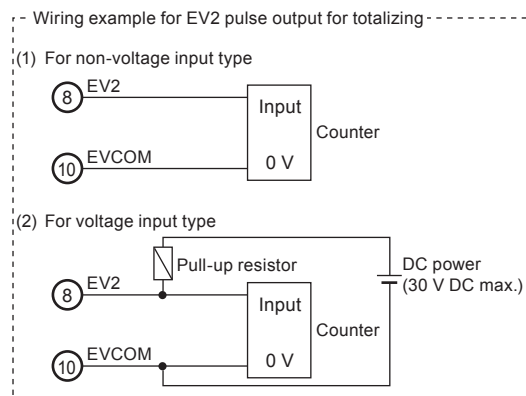 Wiring example for EV2 pulse output for totalizing
(1) For non-voltage input type
8 EV2
Input
Counter
10 EVCOM
0 V
(2) For voltage input type
Pull-up resistor
DC power
(30 V DC max.)
8 EV2
Input
Counter
10 EVCOM
0 V